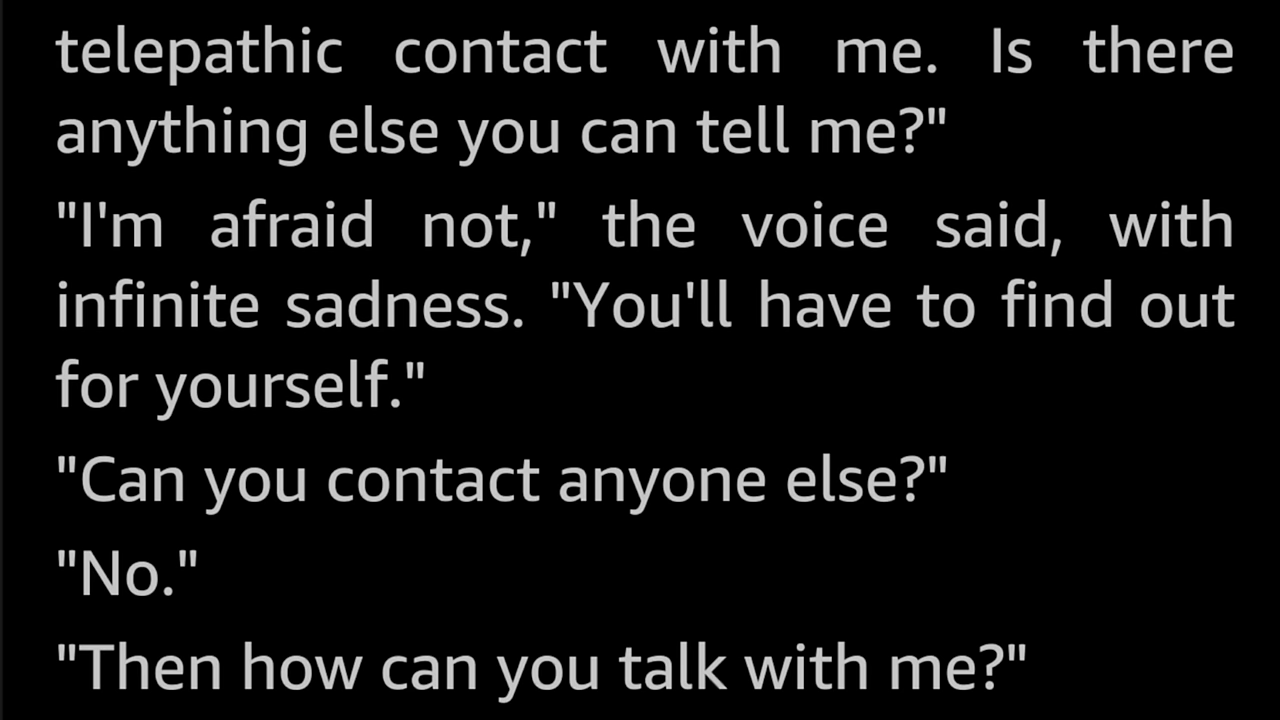 telepathic contact with me. Is there
anything else you can tell me?"
"I'm afraid not," the voice said, with
infinite sadness. "You'll have to find out
for yourself."
"Can you contact anyone else?"
"No."
"Then how can you talk with me?"